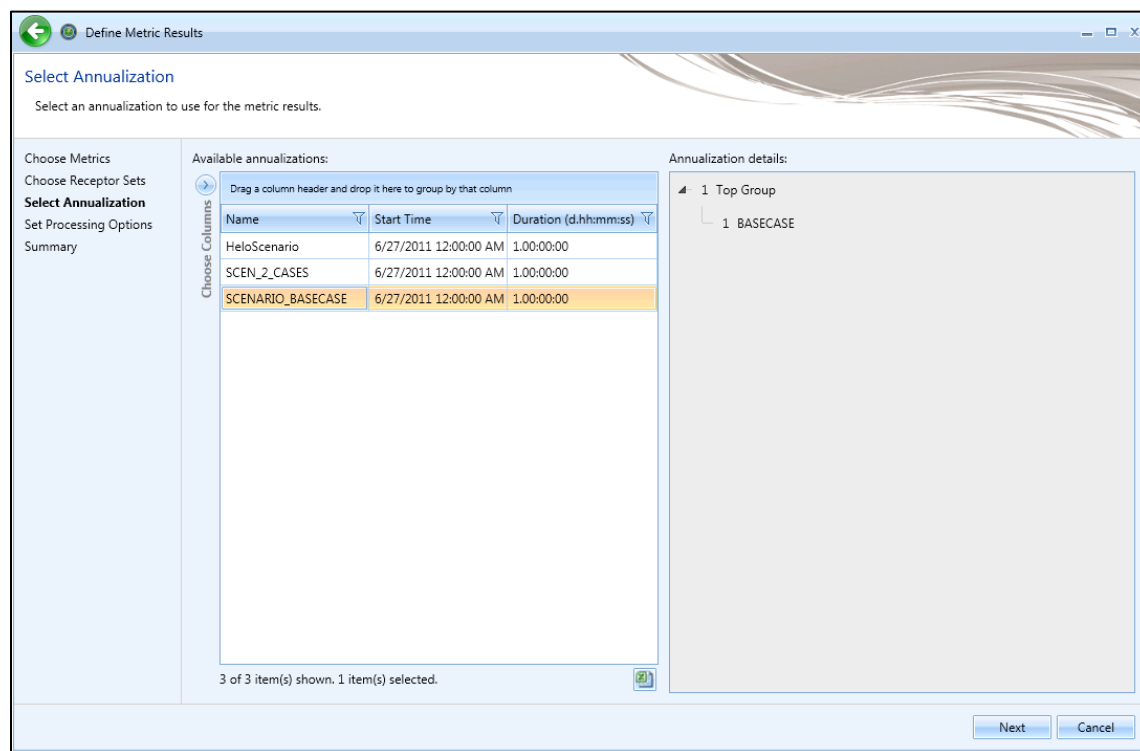 Define Metric Results
Select Annualization
Select an annualization to use for the metric results.
Choose Metrics
Choose Receptor Sets
Select Annualization
Set Processing Options
Summary
Available annualizations:
Choose Columns
Drag a column header and drop it here to group by that column
Name Start Time Duration (d.hh:mm:ss)
HeloScenario 6/27/2011 12:00:00 AM 1.00:00:00
SCEN_2_CASES 6/27/2011 12:00:00 AM 1.00:00:00
SCENARIO_BASECASE 6/27/2011 12:00:00 AM 1.00:00:00
3 of 3 item(s) shown. 1 item(s) selected.
Annualization details:
1 Top Group
1 BASECASE
Next Cancel